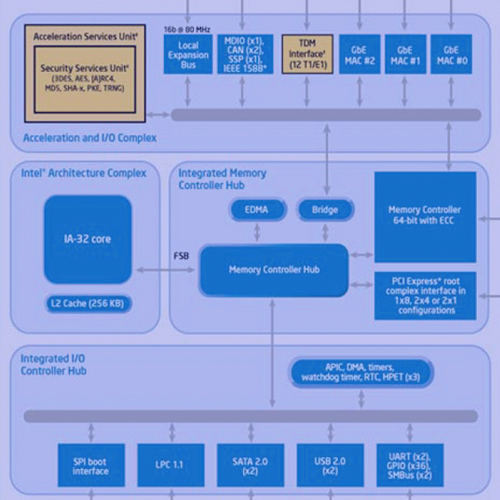 Acceleration Services Unit‡
Security Services Unit‡
(3DES, AES, [A]RC4,
MD5, SHA-x, PKE, TRNG)
16b @ 80 MHz
Local
Expansion
Bus
MDIO (x1),
CAN (x2),
SSP (x1),
IEEE 1588*
TDM
Interface‡
(12 T1/E1)
GbE
MAC #2
GbE
MAC #1
GbE
MAC #0
Acceleration and I/O Complex
Intel® Architecture Complex
IA-32 core
L2 Cache (256 KB)
FSB
Integrated Memory
Controller Hub
EDMA
Bridge
Memory Controller Hub
Memory Controller
64-bit with ECC
PCI Express* root
complex interface in
1x8, 2x4 or 2x1
configurations
Integrated I/O
Controller Hub
APIC, DMA, timers,
watchdog timer, RTC, HPET (x3)
SPI boot
interface
LPC 1.1
SATA 2.0
(x2)
USB 2.0
(x2)
UART (x2),
GPIO (x36),
SMBus (x2)